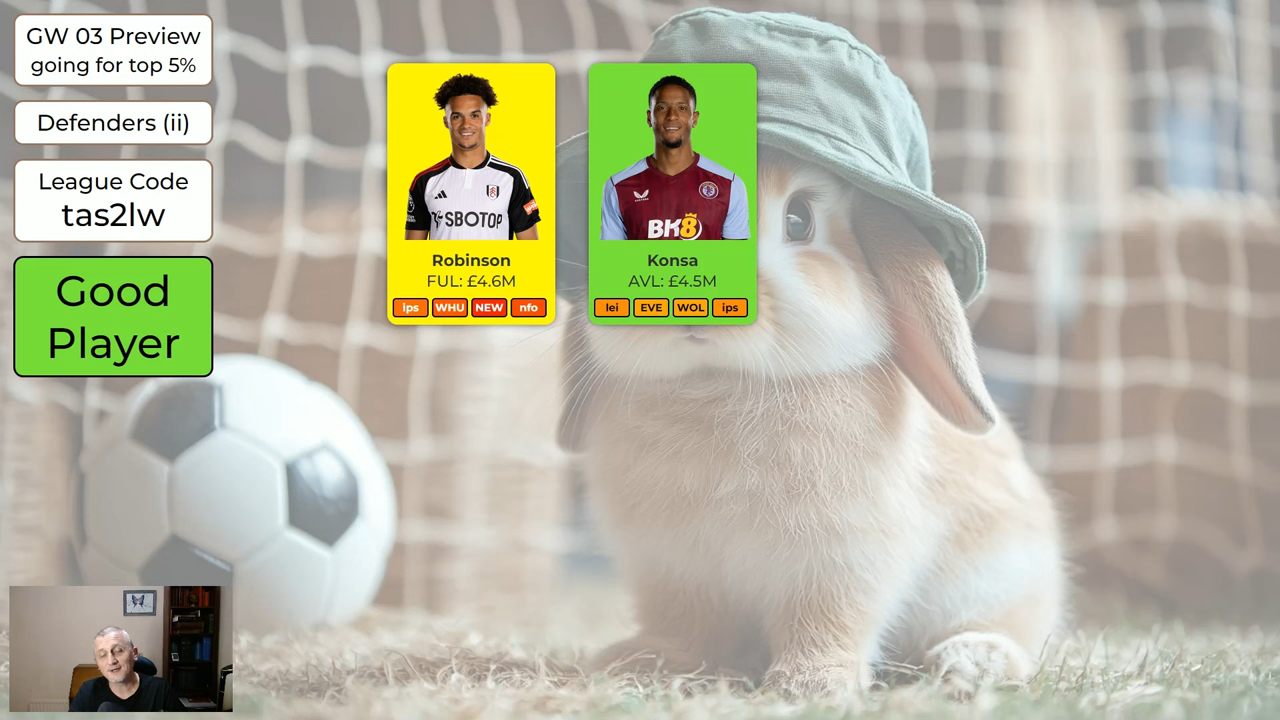 GW 03 Preview
going for top 5%
Defenders (ii)
League Code
tas2lw
Good
Player
SBOTOP
Robinson
FUL: £4.6M
ips WHU NEW nfo
BK8
Konsa
AVL: £4.5M
lei EVE WOL ips